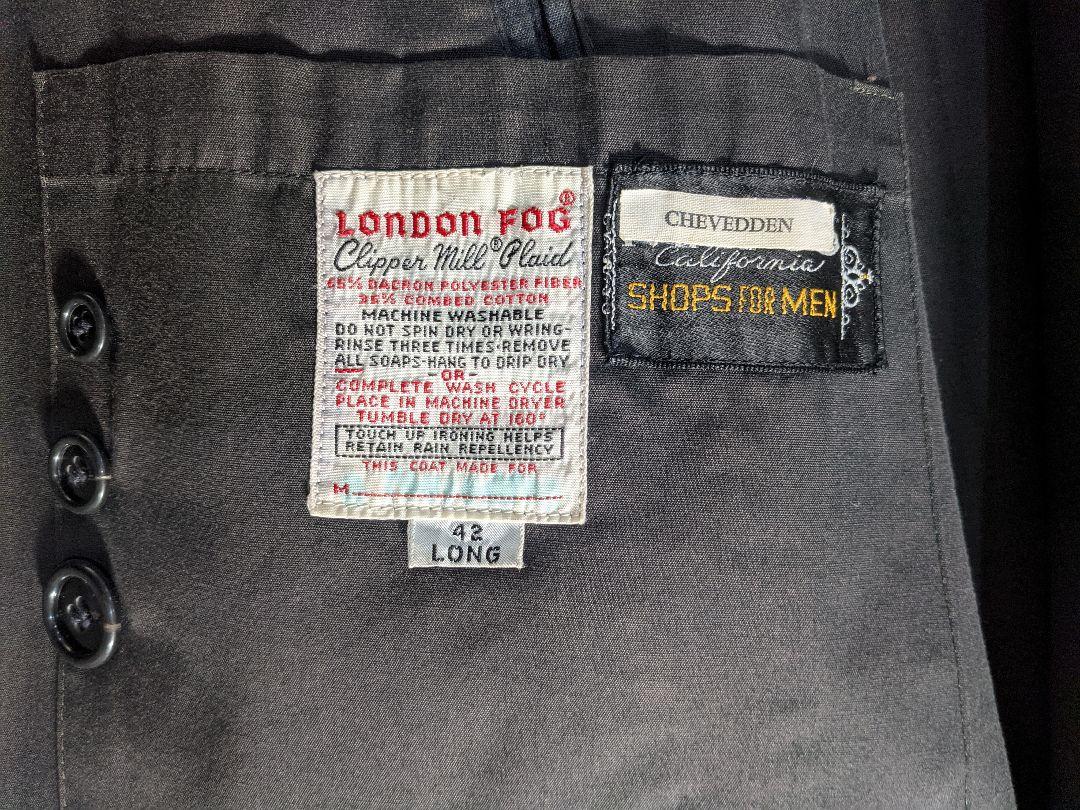 LONDON FOG®
Clipper Mill® Plaid
65% DACRON POLYESTER FIBER
35% COMBED COTTON
MACHINE WASHABLE
DO NOT SPIN DRY OR WRING-
RINSE THREE TIMES-REMOVE
ALL SOAPS-HANG TO DRIP DRY
-OR-
COMPLETE WASH CYCLE
PLACE IN MACHINE DRYER
TUMBLE DRY AT 160°
TOUCH UP IRONING HELPS
RETAIN RAIN REPELLENCY
THIS COAT MADE FOR
M
42
LONG
CHEVEDDEN
California
SHOPS FOR MEN